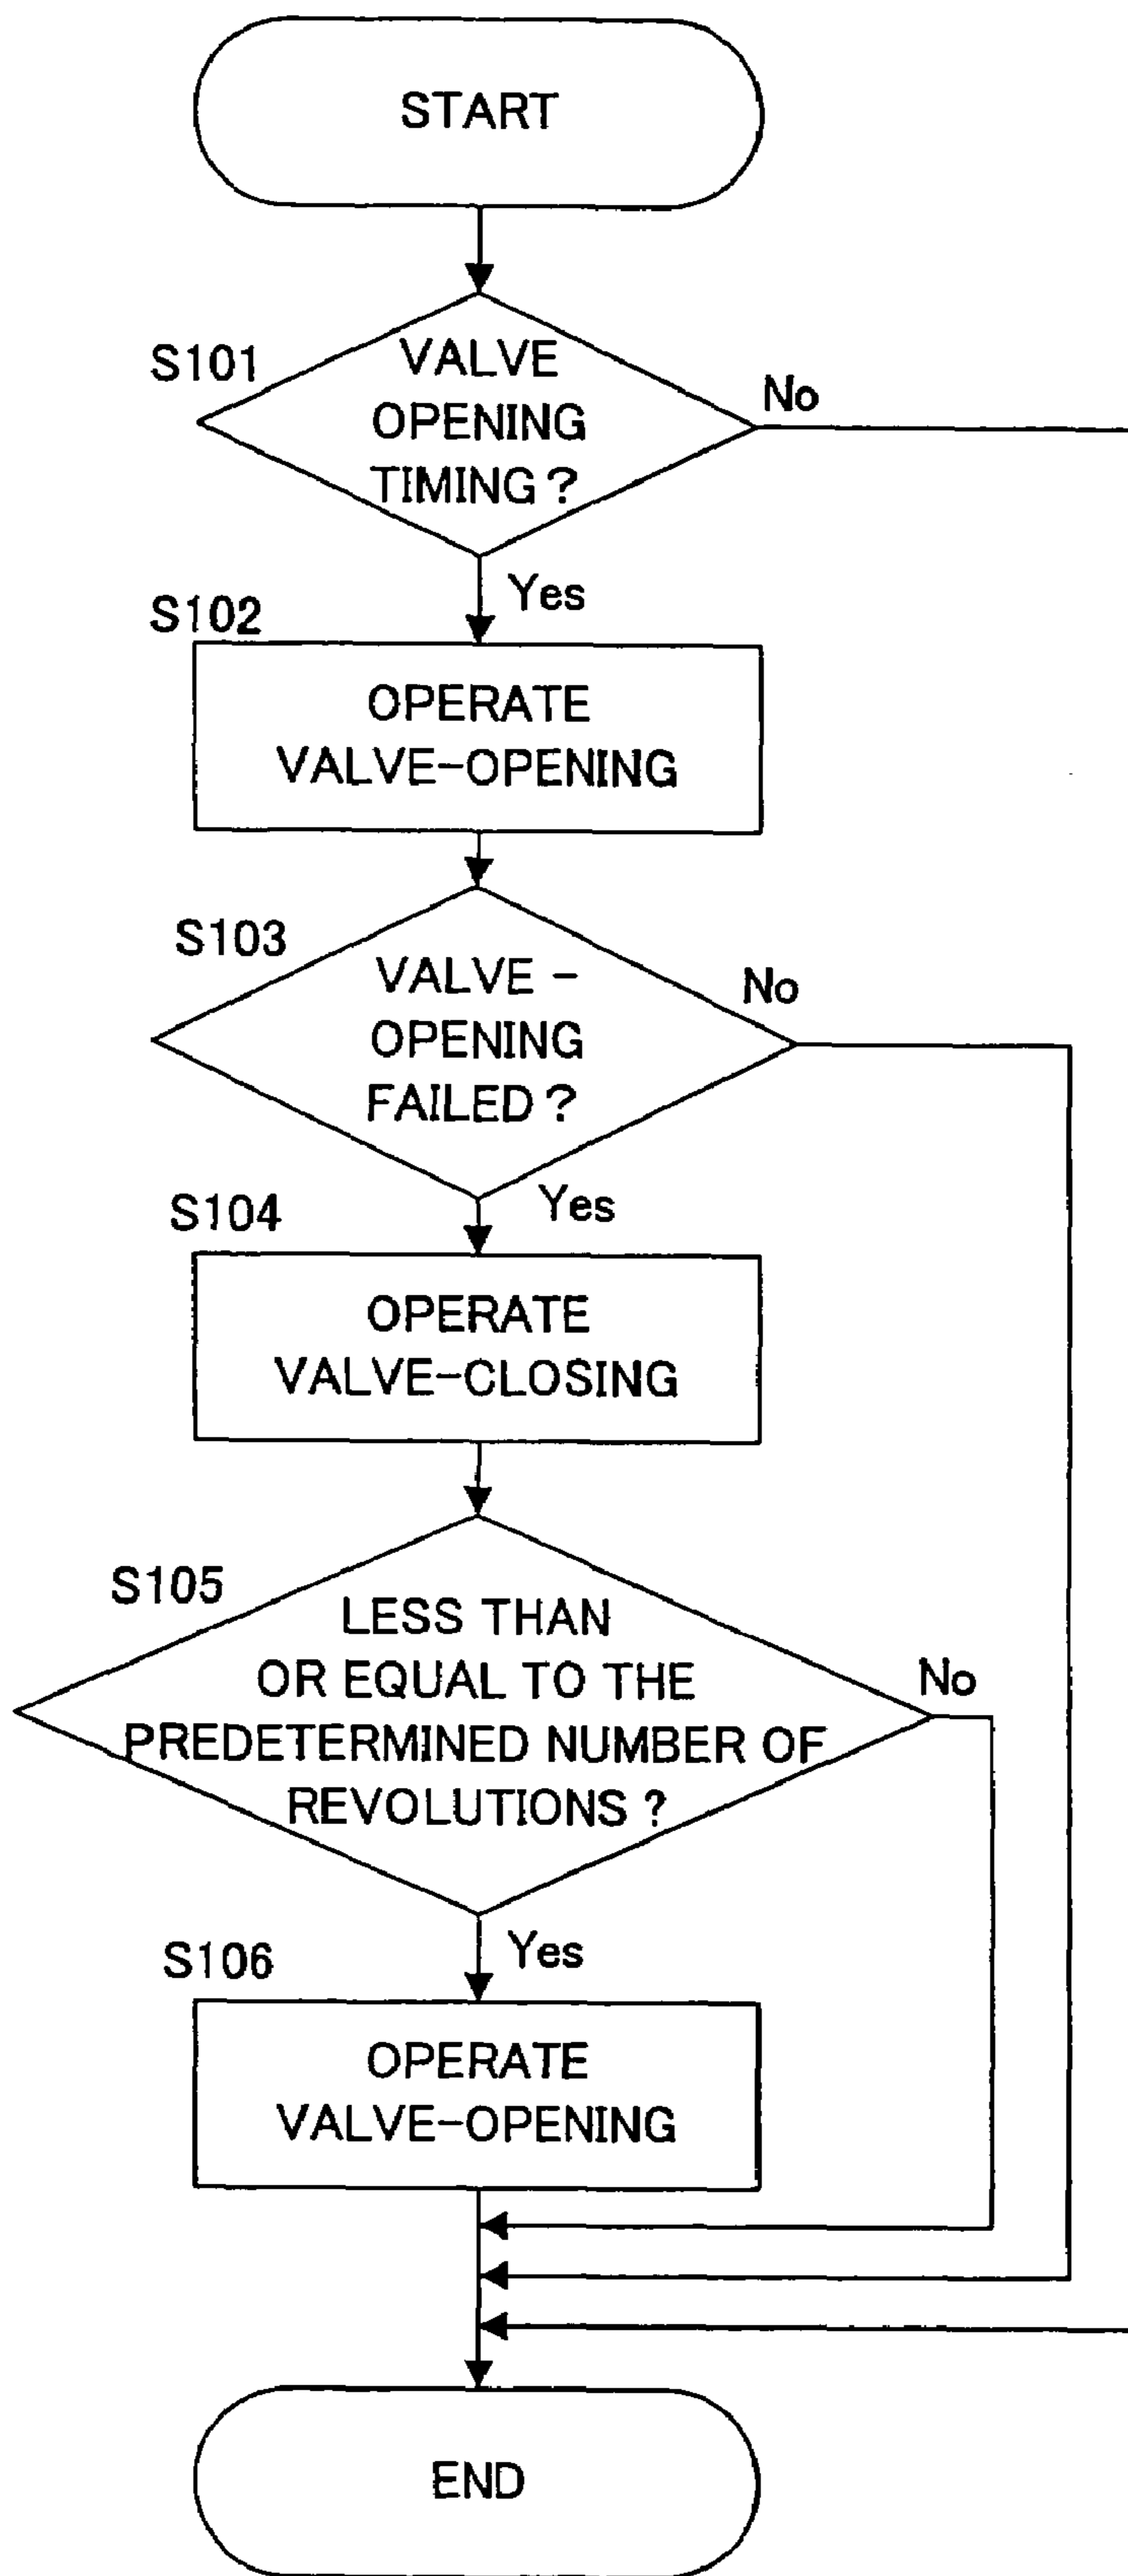 START
S101
VALVE
OPENING
TIMING?
No
Yes
S102
OPERATE
VALVE-OPENING
S103
VALVE -
OPENING
FAILED?
No
Yes
S104
OPERATE
VALVE-CLOSING
S105
LESS THAN
OR EQUAL TO THE
PREDETERMINED NUMBER OF
REVOLUTIONS?
No
Yes
S106
OPERATE
VALVE-OPENING
END